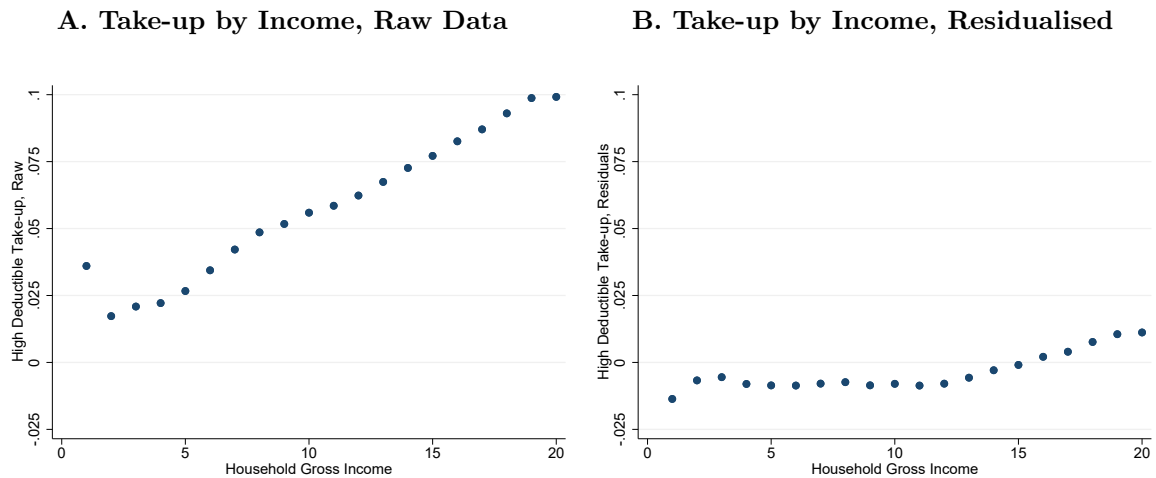 A. Take-up by Income, Raw Data
High Deductible Take-up, Raw
.1
.075
.05
.025
0
-.025
0 5 10 15 20
Household Gross Income
B. Take-up by Income, Residualised
High Deductible Take-up, Residuals
.1
.075
.05
.025
0
-.025
0 5 10 15 20
Household Gross Income